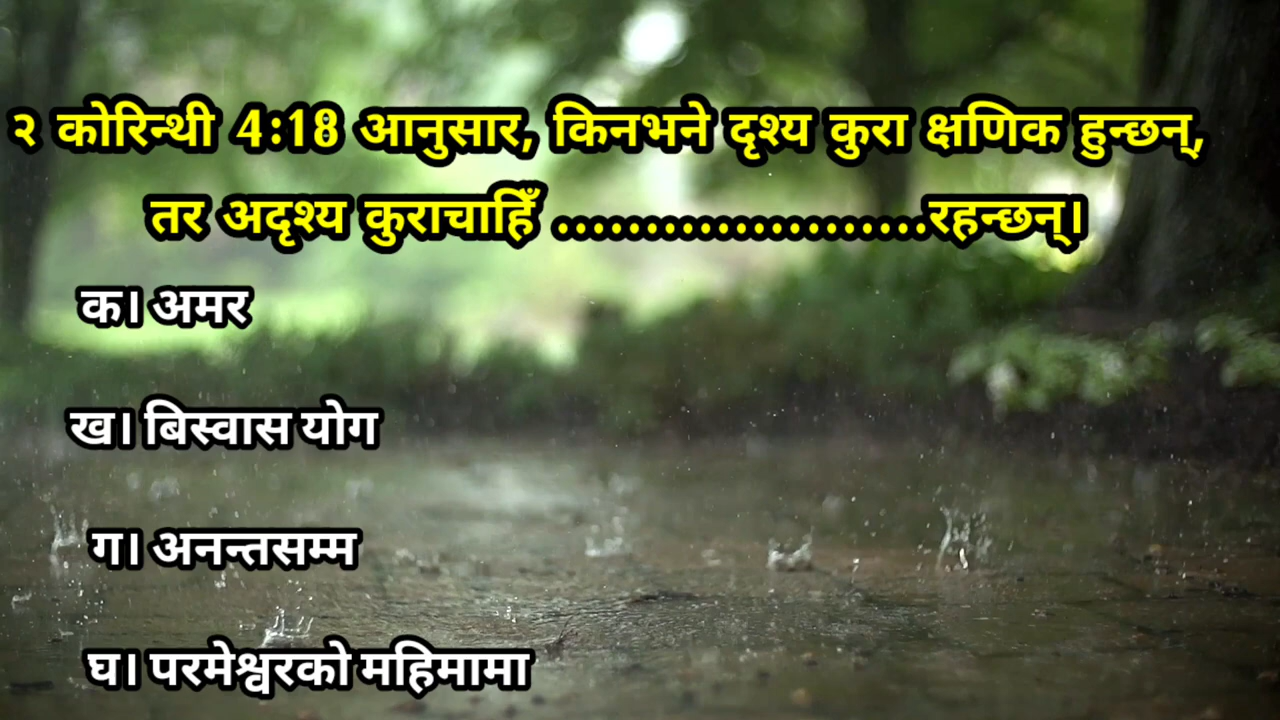 २ कोरिन्थी 4:18 आनुसार, किनभने दृश्य कुरा क्षणिक हुन्छन्,
तर अदृश्य कुराचाहिँ .....................रहन्छन्।
क। अमर
ख। बिस्वास योग
ग। अनन्तसम्म
घ। परमेश्वरको महिमामा